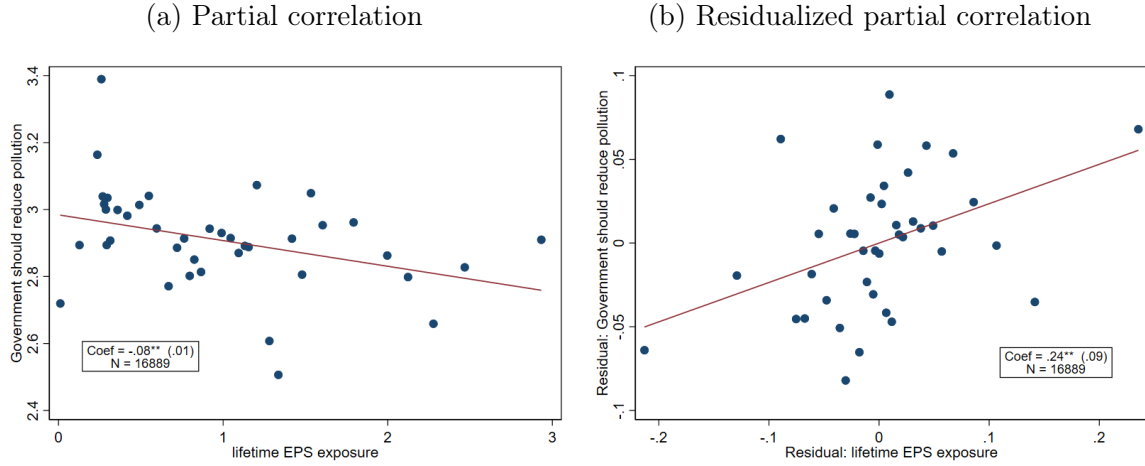 (a) Partial correlation
Government should reduce pollution
3.4
3.2
3
2.8
2.6
2.4
Coef = -.08** (.01)
N = 16889
0
1
2
3
lifetime EPS exposure
(b) Residualized partial correlation
Residual: Government should reduce pollution
.1
.05
0
-.05
-.1
Coef = .24** (.09)
N = 16889
-.2
-.1
0
.1
.2
Residual: lifetime EPS exposure